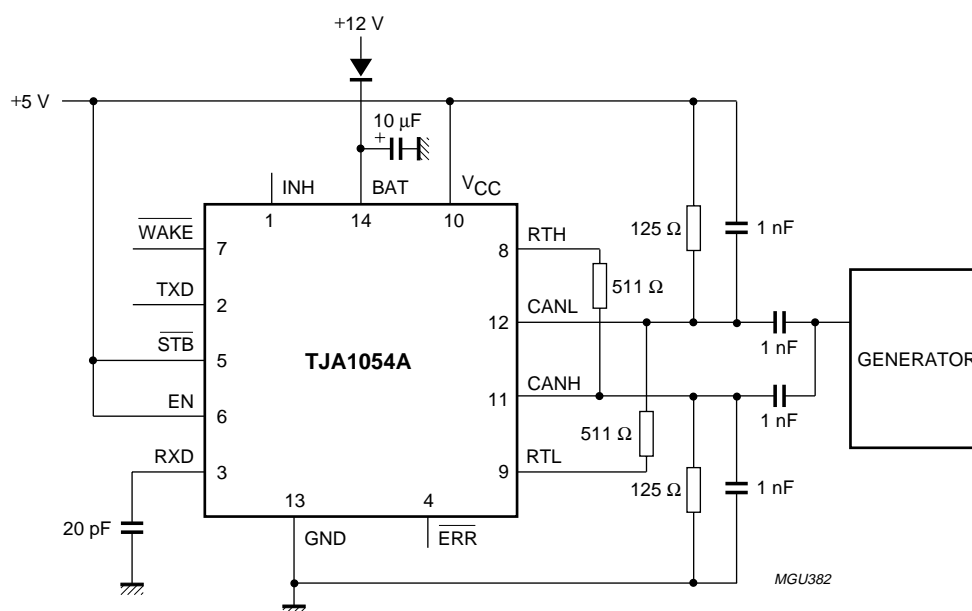 +12 V
+5 V
10 μF
+
INH
BAT
VCC
1
14
10
WAKE
7
TXD
2
STB
5
EN
6
RXD
3
TJA1054A
RTH
8
CANL
12
CANH
11
RTL
9
13
4
GND
ERR
20 pF
511 Ω
511 Ω
125 Ω
1 nF
1 nF
1 nF
125 Ω
1 nF
GENERATOR
MGU382